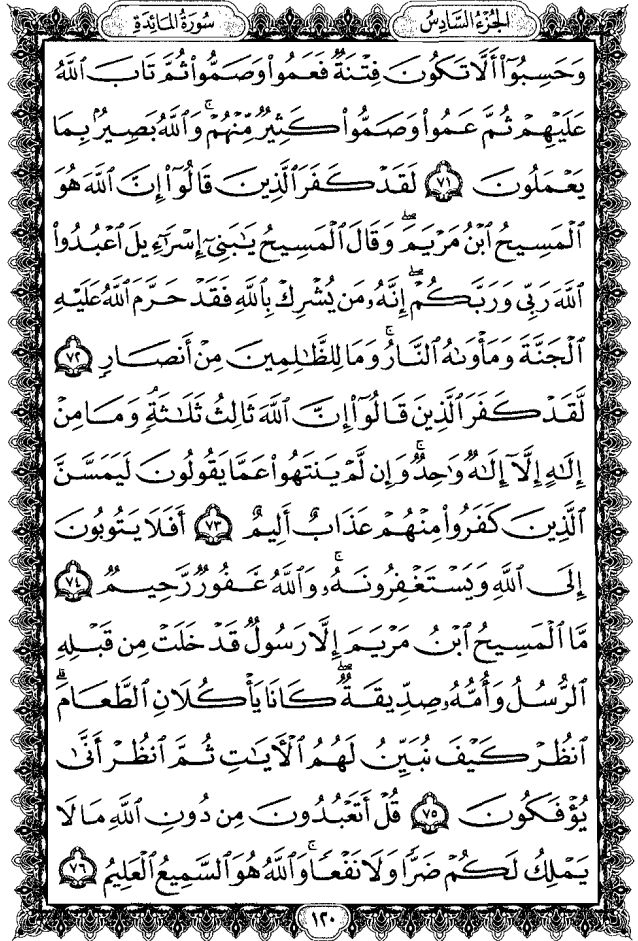 الجزء السادس
سورة المائدة
وَحَسِبُوٓا۟ أَلَّا تَكُونَ فِتْنَةٌ فَعَمُوا۟ وَصَمُّوا۟ ثُمَّ تَابَ ٱللَّهُ
عَلَيْهِمْ ثُمَّ عَمُوا۟ وَصَمُّوا۟ كَثِيرٌ مِّنْهُمْ ۚ وَٱللَّهُ بَصِيرٌۢ بِمَا
يَعْمَلُونَ ٧١ لَقَدْ كَفَرَ ٱلَّذِينَ قَالُوٓا۟ إِنَّ ٱللَّهَ هُوَ
ٱلْمَسِيحُ ٱبْنُ مَرْيَمَ ۖ وَقَالَ ٱلْمَسِيحُ يَٰبَنِىٓ إِسْرَٰٓءِيلَ ٱعْبُدُوا۟
ٱللَّهَ رَبِّى وَرَبَّكُمْ ۖ إِنَّهُۥ مَن يُشْرِكْ بِٱللَّهِ فَقَدْ حَرَّمَ ٱللَّهُ عَلَيْهِ
ٱلْجَنَّةَ وَمَأْوَىٰهُ ٱلنَّارُ ۖ وَمَا لِلظَّٰلِمِينَ مِنْ أَنصَارٍ ٧٢
لَّقَدْ كَفَرَ ٱلَّذِينَ قَالُوٓا۟ إِنَّ ٱللَّهَ ثَالِثُ ثَلَٰثَةٍ ۘ وَمَا مِنْ
إِلَٰهٍ إِلَّآ إِلَٰهٌ وَٰحِدٌ ۚ وَإِن لَّمْ يَنتَهُوا۟ عَمَّا يَقُولُونَ لَيَمَسَّنَّ
ٱلَّذِينَ كَفَرُوا۟ مِنْهُمْ عَذَابٌ أَلِيمٌ ٧٣ أَفَلَا يَتُوبُونَ
إِلَى ٱللَّهِ وَيَسْتَغْفِرُونَهُۥ ۚ وَٱللَّهُ غَفُورٌ رَّحِيمٌ ٧٤
مَّا ٱلْمَسِيحُ ٱبْنُ مَرْيَمَ إِلَّا رَسُولٌ قَدْ خَلَتْ مِن قَبْلِهِ
ٱلرُّسُلُ وَأُمُّهُۥ صِدِّيقَةٌ ۖ كَانَا يَأْكُلَانِ ٱلطَّعَامَ ۗ
ٱنظُرْ كَيْفَ نُبَيِّنُ لَهُمُ ٱلْـَٔايَٰتِ ثُمَّ ٱنظُرْ أَنَّىٰ
يُؤْفَكُونَ ٧٥ قُلْ أَتَعْبُدُونَ مِن دُونِ ٱللَّهِ مَا لَا
يَمْلِكُ لَكُمْ ضَرًّا وَلَا نَفْعًا ۚ وَٱللَّهُ هُوَ ٱلسَّمِيعُ ٱلْعَلِيمُ ٧٦
١٢٠